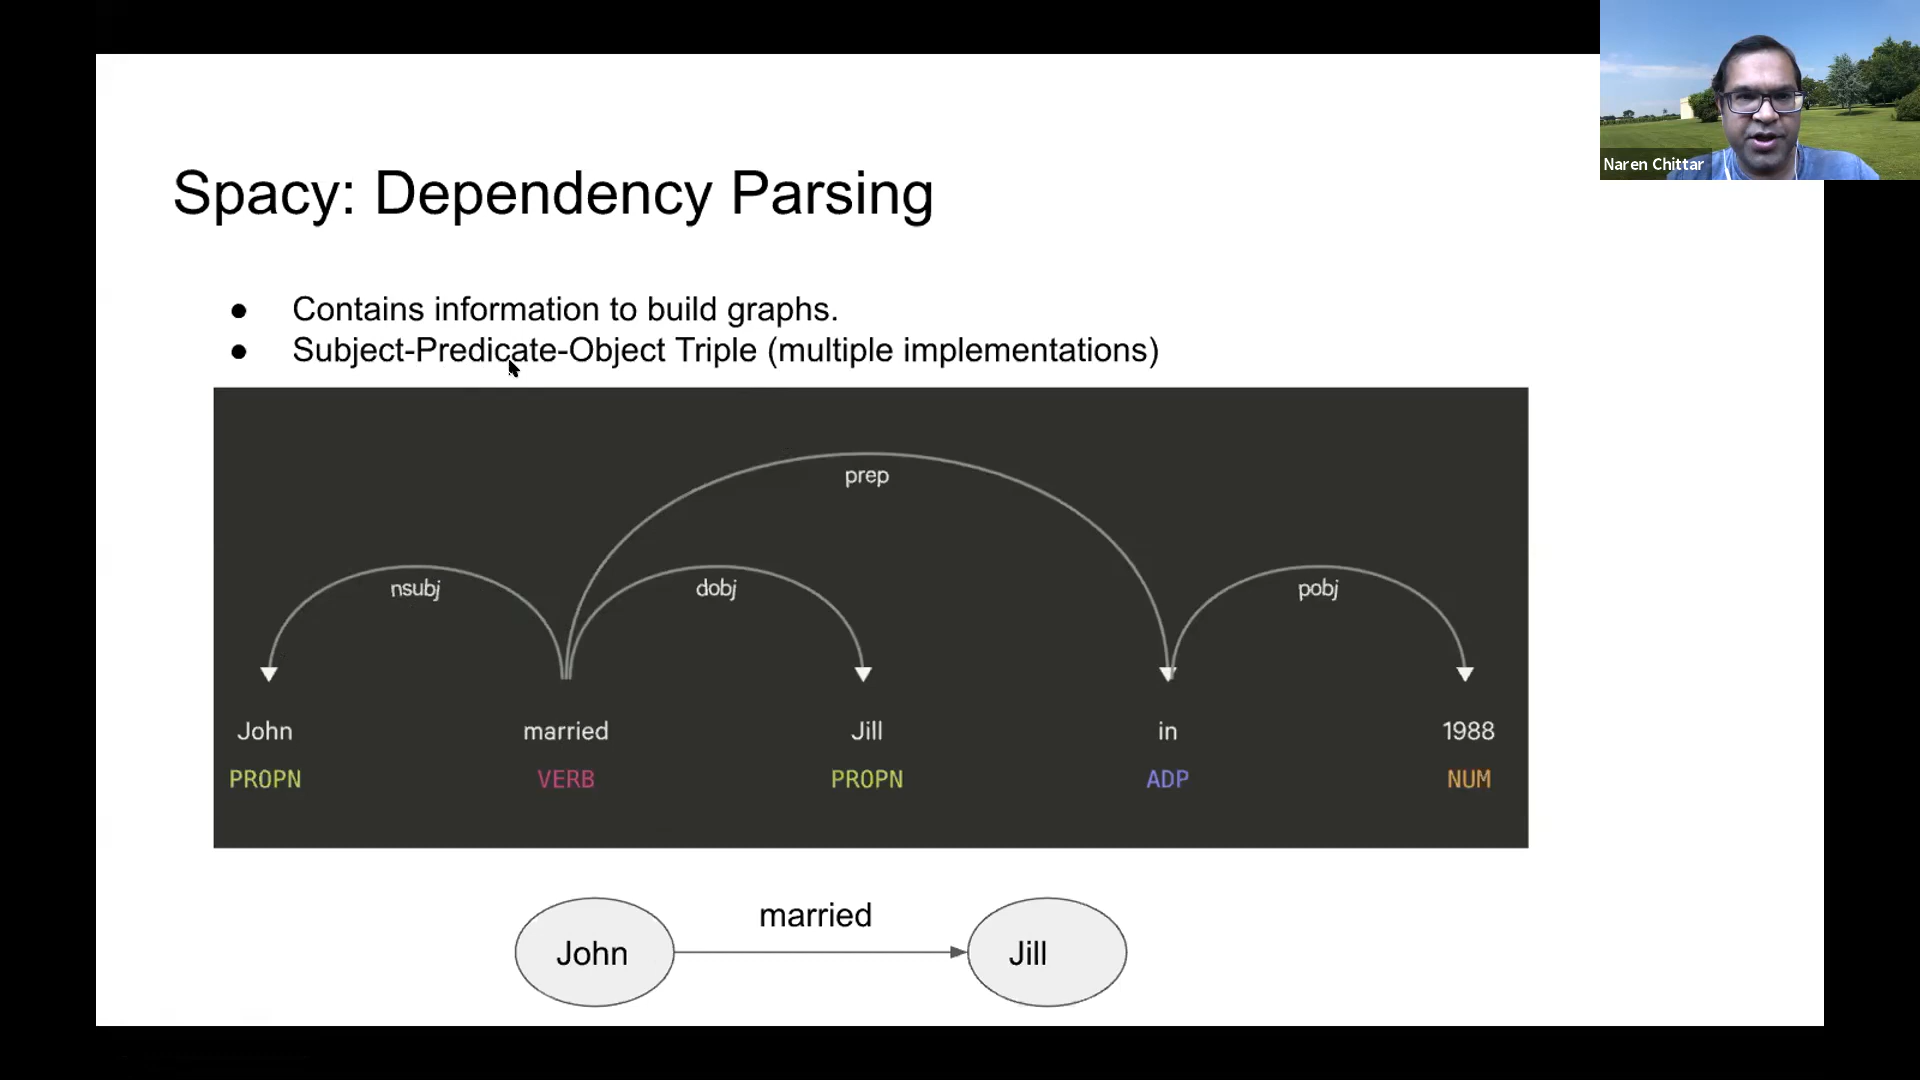 Naren Chittar
Spacy: Dependency Parsing
● Contains information to build graphs.
● Subject-Predicate-Object Triple (multiple implementations)
prep
nsubj dobj pobj
John married Jill in 1988
PROPN VERB PROPN ADP NUM
married
John Jill